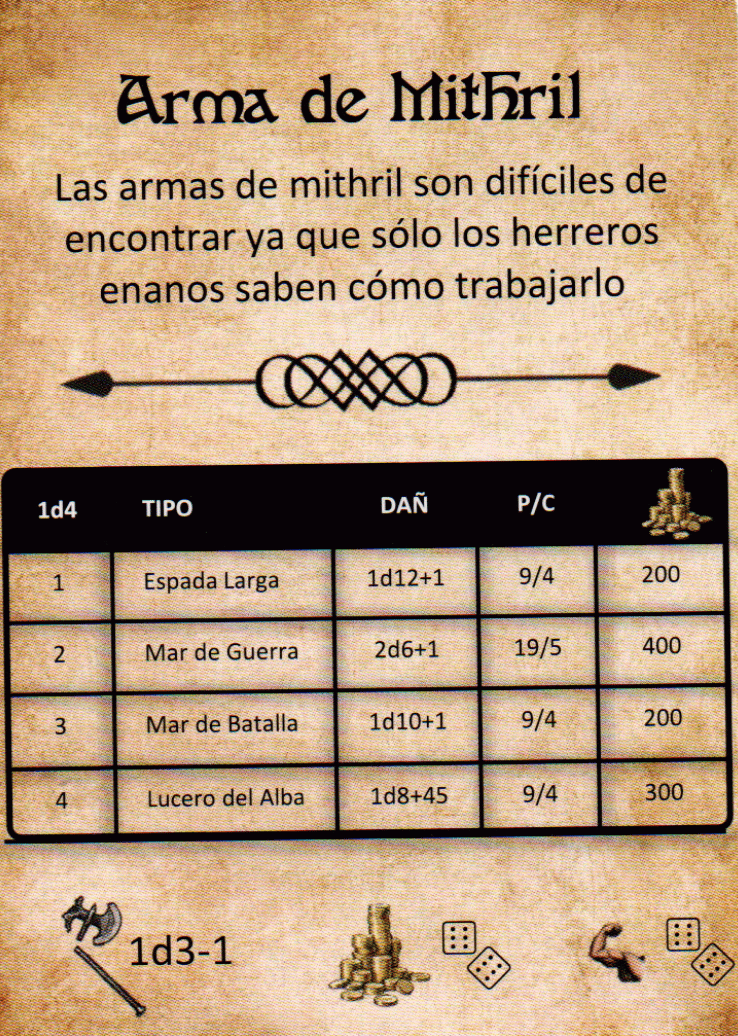 Arma de Mithril
Las armas de mithril son difíciles de
encontrar ya que sólo los herreros
enanos saben cómo trabajarlo
1d4 TIPO DAÑ P/C
1 Espada Larga 1d12+1 9/4 200
2 Mar de Guerra 2d6+1 19/5 400
3 Mar de Batalla 1d10+1 9/4 200
4 Lucero del Alba 1d8+45 9/4 300
1d3-1